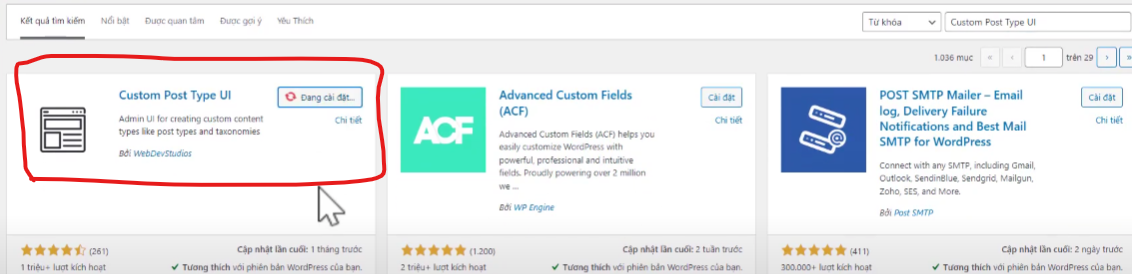 Kết quả tìm kiếm Nổi bật Được quan tâm Được gợi ý Yêu Thích Từ khóa Custom Post Type UI
1.036 mục « ‹ 1 trên 29 › »
Custom Post Type UI
Đang cài đặt...
Chi tiết
Admin UI for creating custom content
types like post types and taxonomies
Bởi WebDevStudios
(261)
Cập nhật lần cuối: 1 tháng trước
1 triệu+ lượt kích hoạt
✔ Tương thích với phiên bản WordPress của bạn.
ACF
Advanced Custom Fields
(ACF)
Cài đặt
Chi tiết
Advanced Custom Fields (ACF) helps you
easily customize WordPress with
powerful, professional and intuitive
fields. Proudly powering over 2 million
we ...
Bởi WP Engine
(1.200)
Cập nhật lần cuối: 2 tuần trước
2 triệu+ lượt kích hoạt
✔ Tương thích với phiên bản WordPress của bạn.
POST SMTP Mailer – Email
log, Delivery Failure
Notifications and Best Mail
SMTP for WordPress
Cài đặt
Chi tiết
Connect with any SMTP, including Gmail,
Outlook, SendinBlue, Sendgrid, Mailgun,
Zoho, SES, and More.
Bởi Post SMTP
(411)
Cập nhật lần cuối: 2 ngày trước
300.000+ lượt kích hoạt
✔ Tương thích với phiên bản WordPress của bạn.